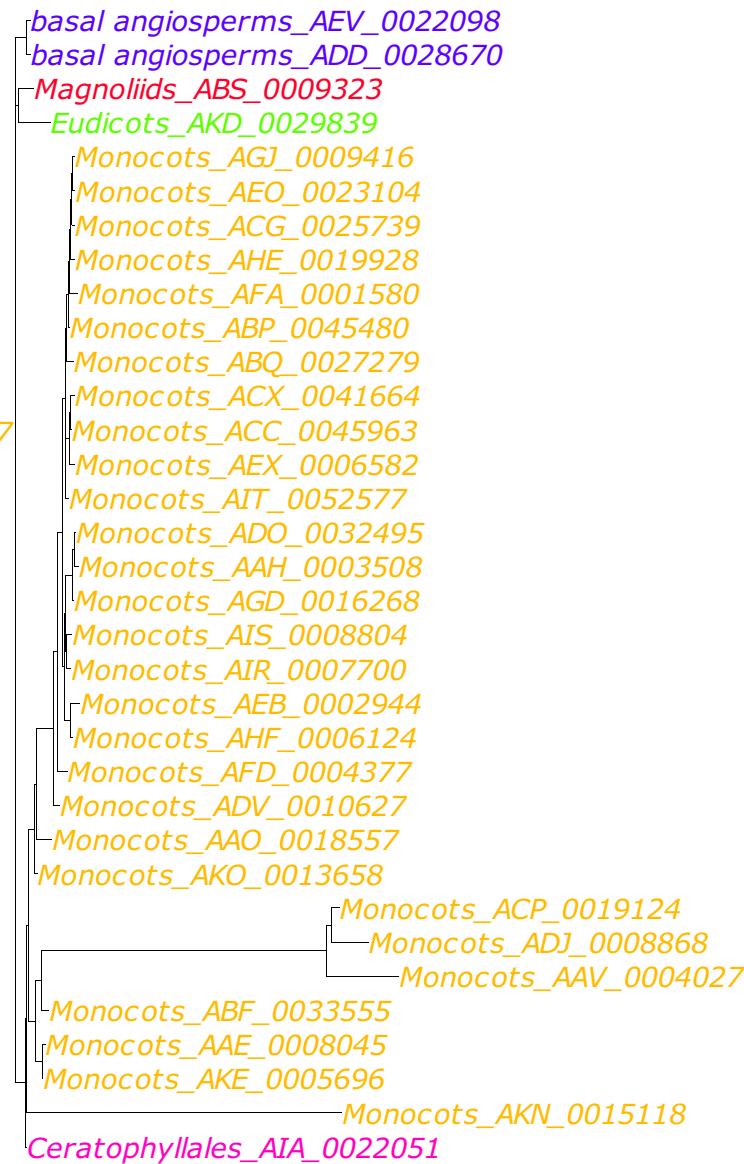 basal angiosperms_AEV_0022098
basal angiosperms_ADD_0028670
Magnoliids_ABS_0009323
Eudicots_AKD_0029839
Monocots_AGJ_0009416
Monocots_AEO_0023104
Monocots_ACG_0025739
Monocots_AHE_0019928
Monocots_AFA_0001580
Monocots_ABP_0045480
Monocots_ABQ_0027279
Monocots_ACX_0041664
Monocots_ACC_0045963
7
Monocots_AEX_0006582
Monocots_AIT_0052577
Monocots_ADO_0032495
Monocots_AAH_0003508
Monocots_AGD_0016268
Monocots_AIS_0008804
Monocots_AIR_0007700
Monocots_AEB_0002944
Monocots_AHF_0006124
Monocots_AFD_0004377
Monocots_ADV_0010627
Monocots_AAO_0018557
Monocots_AKO_0013658
Monocots_ACP_0019124
Monocots_ADJ_0008868
Monocots_AAV_0004027
Monocots_ABF_0033555
Monocots_AAE_0008045
Monocots_AKE_0005696
Monocots_AKN_0015118
Ceratophyllales_AIA_0022051